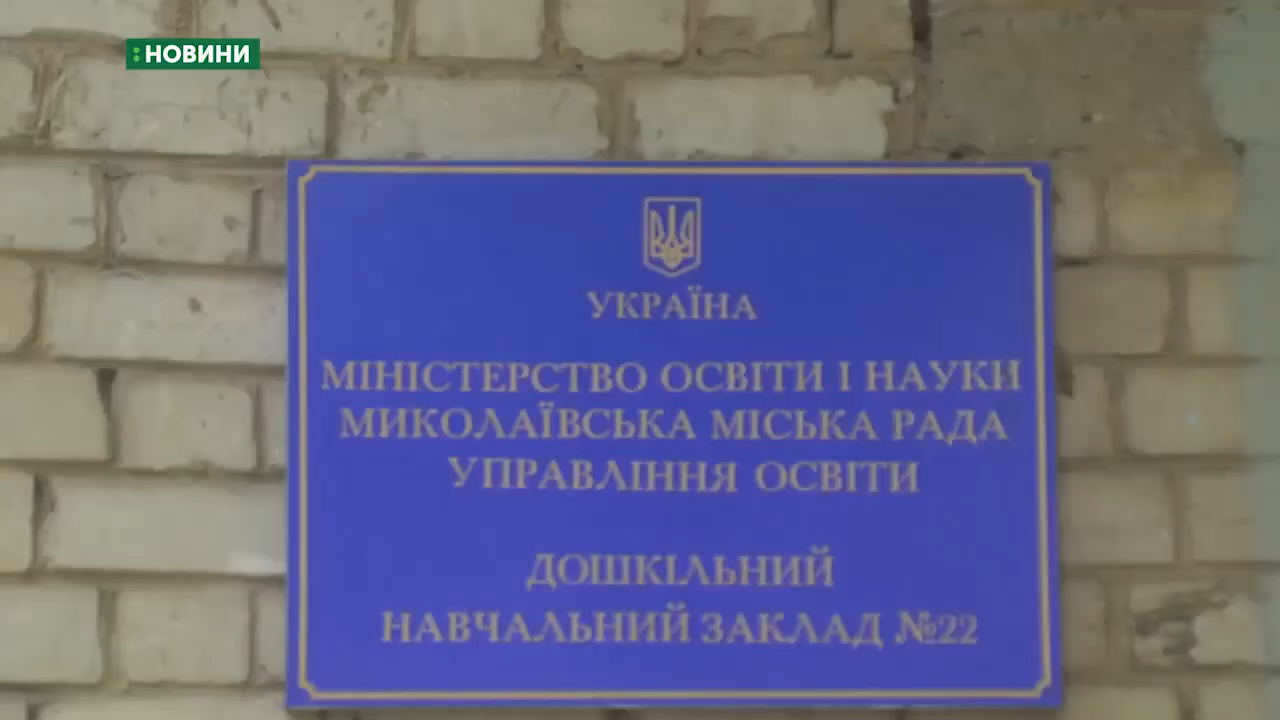 :НОВИНИ
УКРАЇНА
МІНІСТЕРСТВО ОСВІТИ І НАУКИ
МИКОЛАЇВСЬКА МІСЬКА РАДА
УПРАВЛІННЯ ОСВІТИ
ДОШКІЛЬНИЙ
НАВЧАЛЬНИЙ ЗАКЛАД №22